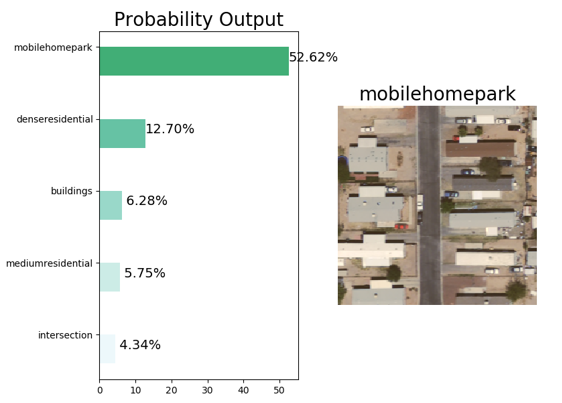 Probability Output
mobilehomepark
52.62%
denseresidential
12.70%
buildings
6.28%
mediumresidential
5.75%
intersection
4.34%
0 10 20 30 40 50
mobilehomepark